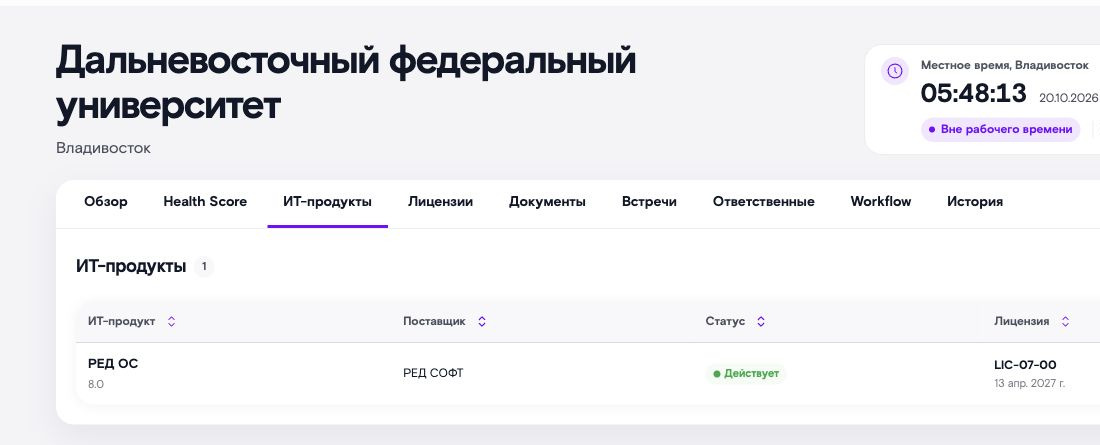 Дальневосточный федеральный
университет
Владивосток
Местное время, Владивосток
05:48:13 20.10.2026
Вне рабочего времени
Обзор Health Score ИТ-продукты Лицензии Документы Встречи Ответственные Workflow История
ИТ-продукты 1
ИТ-продукт Поставщик Статус Лицензия
РЕД ОС РЕД СОФТ Действует LIC-07-00
8.0 13 апр. 2027 г.